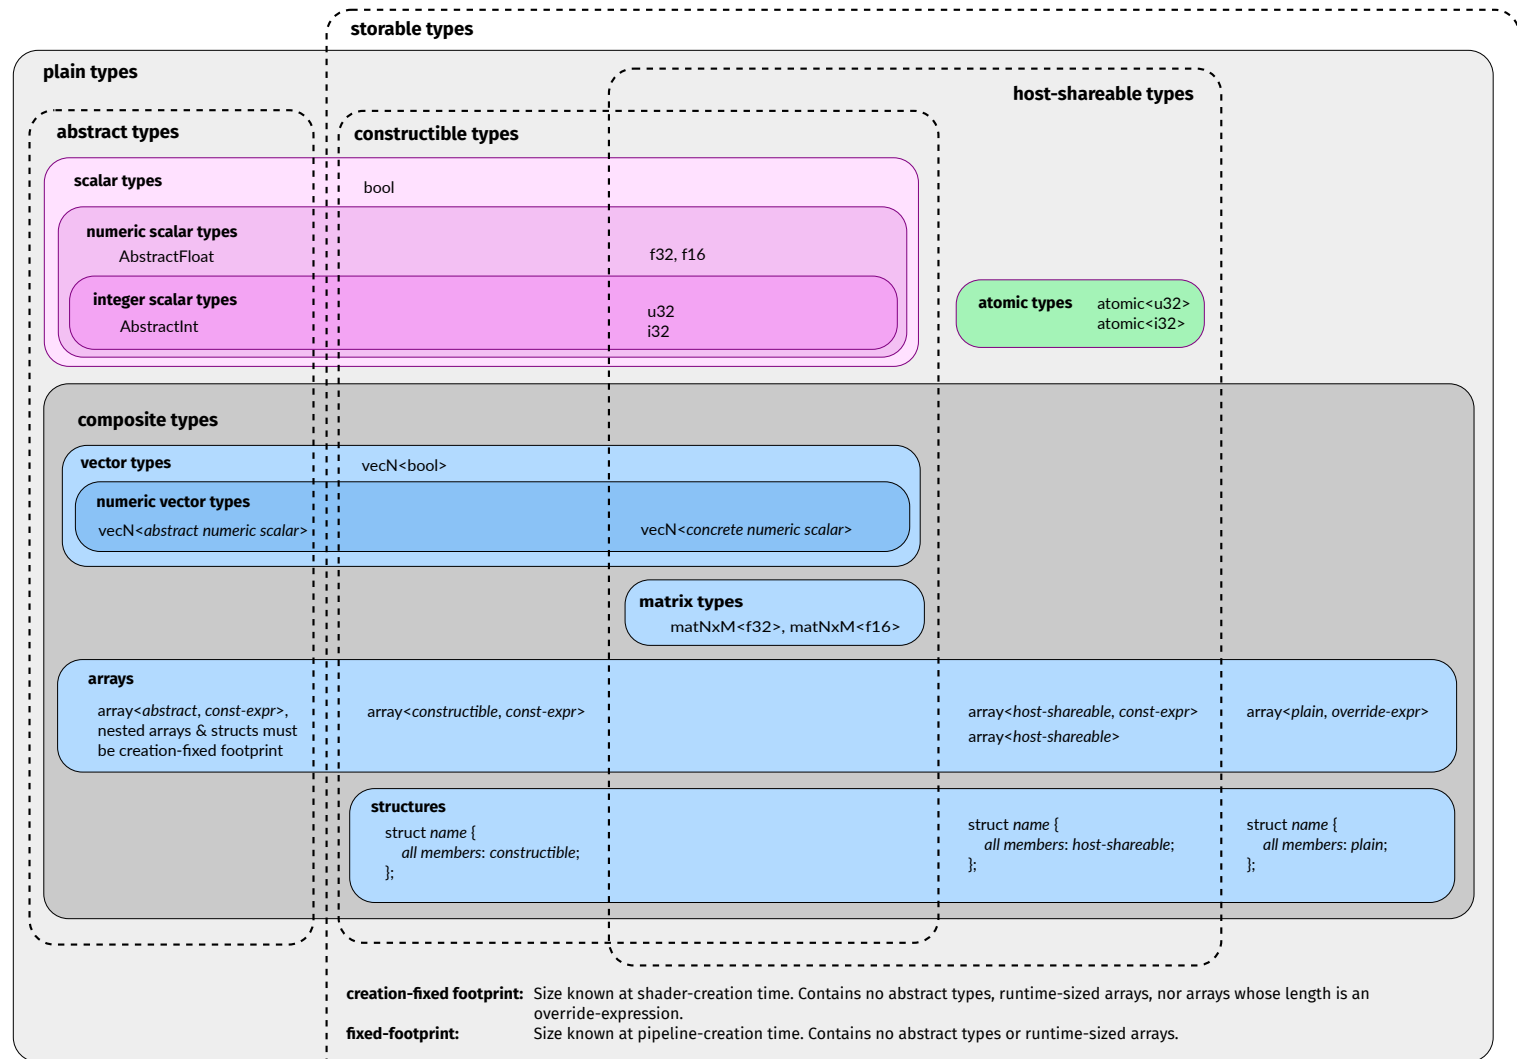 storable types
plain types
host-shareable types
abstract types
constructible types
scalar types
bool
numeric scalar types
AbstractFloat
f32, f16
integer scalar types
AbstractInt
u32
i32
atomic types
atomic<u32>
atomic<i32>
composite types
vector types
vecN<bool>
numeric vector types
vecN<abstract numeric scalar>
vecN<concrete numeric scalar>
matrix types
matNxM<f32>, matNxM<f16>
arrays
array<abstract, const-expr>,
nested arrays & structs must
be creation-fixed footprint
array<constructible, const-expr>
array<host-shareable, const-expr>
array<host-shareable>
array<plain, override-expr>
structures
struct name {
all members: constructible;
};
struct name {
all members: host-shareable;
};
struct name {
all members: plain;
};
creation-fixed footprint: Size known at shader-creation time. Contains no abstract types, runtime-sized arrays, nor arrays whose length is an
override-expression.
fixed-footprint: Size known at pipeline-creation time. Contains no abstract types or runtime-sized arrays.